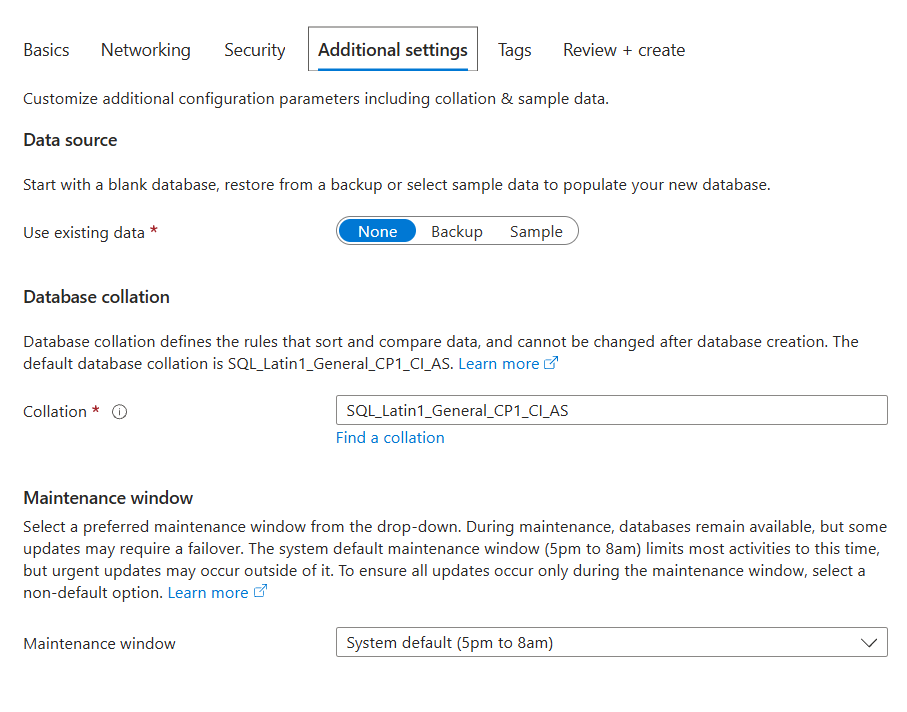 Basics Networking Security Additional settings Tags Review + create
Customize additional configuration parameters including collation & sample data.
Data source
Start with a blank database, restore from a backup or select sample data to populate your new database.
Use existing data * None Backup Sample
Database collation
Database collation defines the rules that sort and compare data, and cannot be changed after database creation. The
default database collation is SQL_Latin1_General_CP1_CI_AS. Learn more
Collation * SQL_Latin1_General_CP1_CI_AS
Find a collation
Maintenance window
Select a preferred maintenance window from the drop-down. During maintenance, databases remain available, but some
updates may require a failover. The system default maintenance window (5pm to 8am) limits most activities to this time,
but urgent updates may occur outside of it. To ensure all updates occur only during the maintenance window, select a
non-default option. Learn more
Maintenance window System default (5pm to 8am)